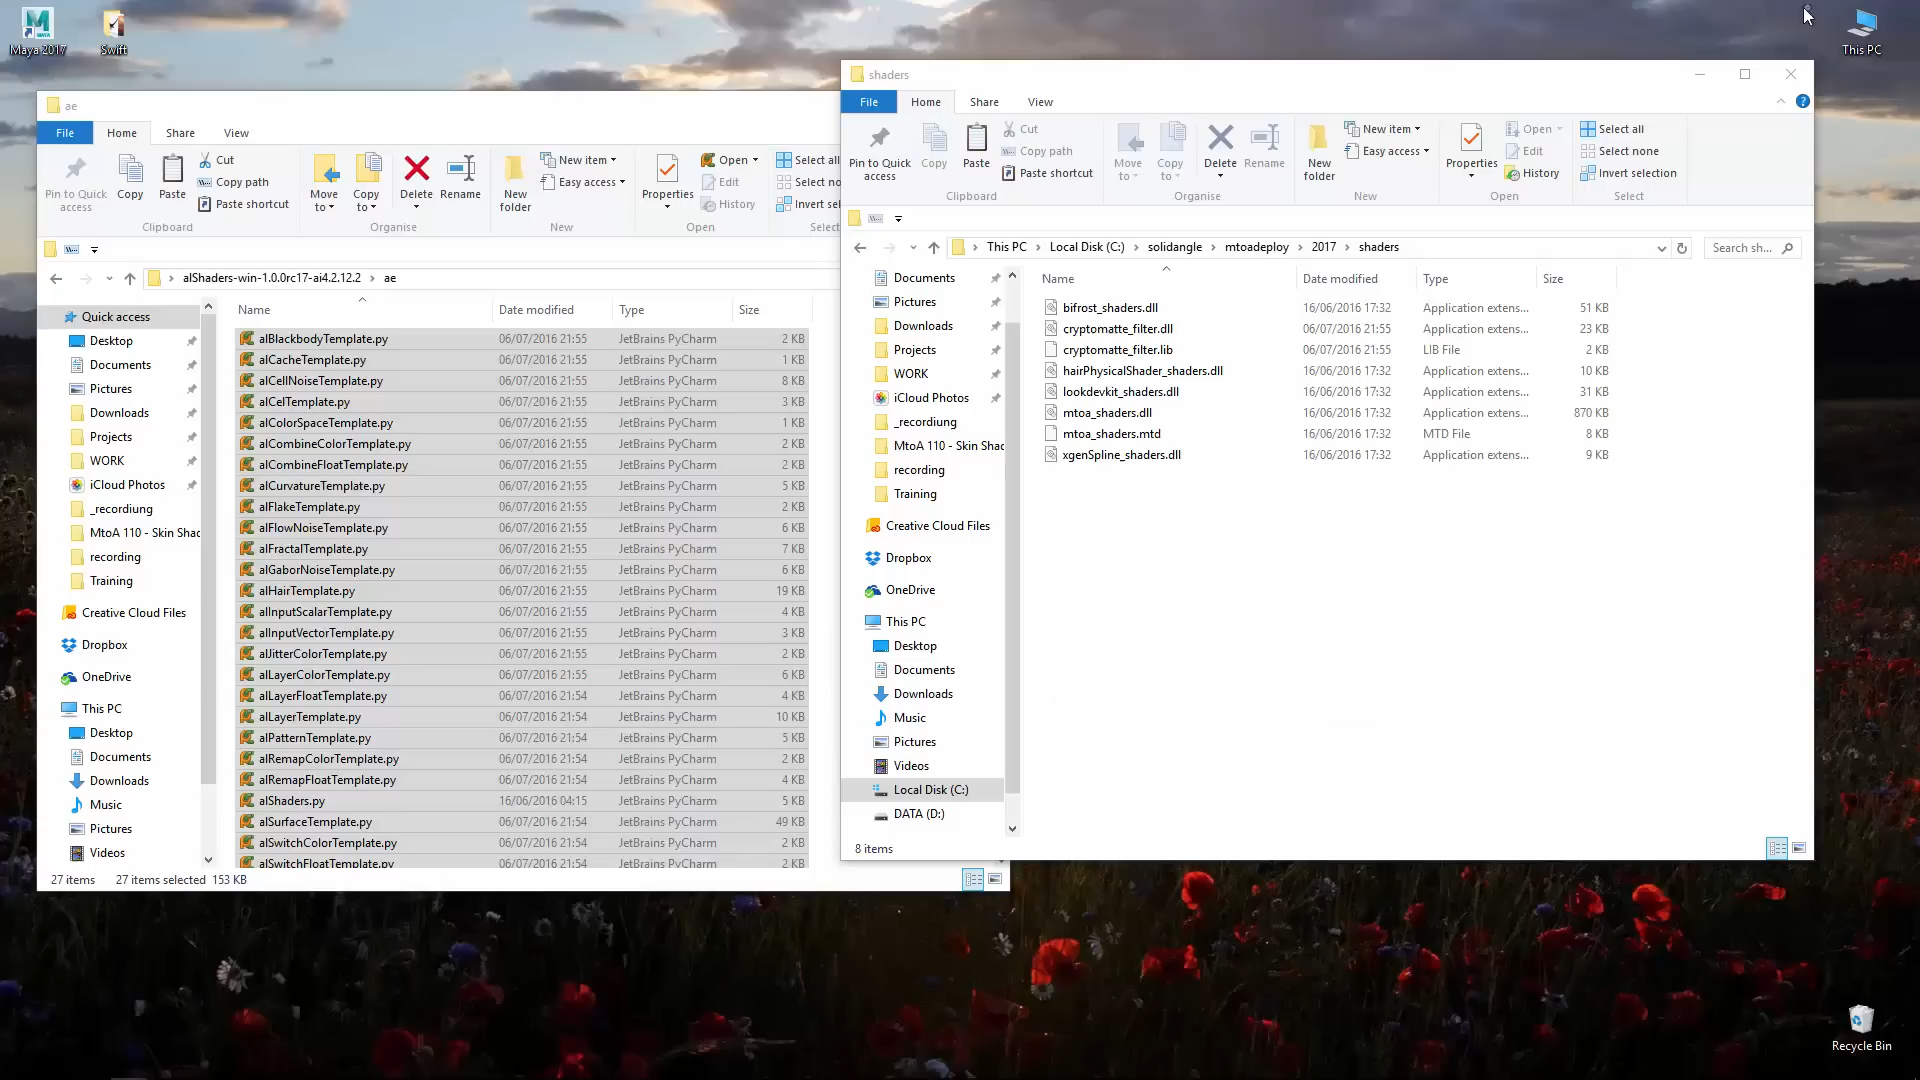 Maya 2017
Swift
This PC
Recycle Bin
ae
File
Home
Share
View
Pin to Quick access
Copy
Paste
Cut
Copy path
Paste shortcut
Clipboard
Move to
Copy to
Delete
Rename
Organise
New folder
New item
Easy access
New
Properties
Open
Edit
History
Open
Select all
Select no
Invert sel
Select
alShaders-win-1.0.0rc17-ai4.2.12.2 > ae
Quick access
Desktop
Documents
Pictures
Downloads
Projects
WORK
iCloud Photos
_recordiung
MtoA 110 - Skin Shac
recording
Training
Creative Cloud Files
Dropbox
OneDrive
This PC
Desktop
Documents
Downloads
Music
Pictures
Videos
Name Date modified Type Size
alBlackbodyTemplate.py 06/07/2016 21:55 JetBrains PyCharm 2 KB
alCacheTemplate.py 06/07/2016 21:55 JetBrains PyCharm 1 KB
alCellNoiseTemplate.py 06/07/2016 21:55 JetBrains PyCharm 8 KB
alCelTemplate.py 06/07/2016 21:55 JetBrains PyCharm 3 KB
alColorSpaceTemplate.py 06/07/2016 21:55 JetBrains PyCharm 1 KB
alCombineColorTemplate.py 06/07/2016 21:55 JetBrains PyCharm 2 KB
alCombineFloatTemplate.py 06/07/2016 21:55 JetBrains PyCharm 2 KB
alCurvatureTemplate.py 06/07/2016 21:55 JetBrains PyCharm 5 KB
alFlakeTemplate.py 06/07/2016 21:55 JetBrains PyCharm 2 KB
alFlowNoiseTemplate.py 06/07/2016 21:55 JetBrains PyCharm 6 KB
alFractalTemplate.py 06/07/2016 21:55 JetBrains PyCharm 7 KB
alGaborNoiseTemplate.py 06/07/2016 21:55 JetBrains PyCharm 6 KB
alHairTemplate.py 06/07/2016 21:55 JetBrains PyCharm 19 KB
alInputScalarTemplate.py 06/07/2016 21:55 JetBrains PyCharm 4 KB
alInputVectorTemplate.py 06/07/2016 21:55 JetBrains PyCharm 3 KB
alJitterColorTemplate.py 06/07/2016 21:55 JetBrains PyCharm 2 KB
alLayerColorTemplate.py 06/07/2016 21:55 JetBrains PyCharm 6 KB
alLayerFloatTemplate.py 06/07/2016 21:54 JetBrains PyCharm 4 KB
alLayerTemplate.py 06/07/2016 21:54 JetBrains PyCharm 10 KB
alPatternTemplate.py 06/07/2016 21:54 JetBrains PyCharm 5 KB
alRemapColorTemplate.py 06/07/2016 21:54 JetBrains PyCharm 2 KB
alRemapFloatTemplate.py 06/07/2016 21:54 JetBrains PyCharm 4 KB
alShaders.py 16/06/2016 04:15 JetBrains PyCharm 5 KB
alSurfaceTemplate.py 06/07/2016 21:54 JetBrains PyCharm 49 KB
alSwitchColorTemplate.py 06/07/2016 21:54 JetBrains PyCharm 2 KB
alSwitchFloatTemplate.py 06/07/2016 21:54 JetBrains PyCharm 2 KB
27 items 27 items selected 153 KB
shaders
File
Home
Share
View
Pin to Quick access
Copy
Paste
Cut
Copy path
Paste shortcut
Clipboard
Move to
Copy to
Delete
Rename
Organise
New folder
New item
Easy access
New
Properties
Open
Edit
History
Open
Select all
Select none
Invert selection
Select
This PC > Local Disk (C:) > solidangle > mtoadeploy > 2017 > shaders
Search sh...
Documents
Pictures
Downloads
Projects
WORK
iCloud Photos
_recordiung
MtoA 110 - Skin Shac
recording
Training
Creative Cloud Files
Dropbox
OneDrive
This PC
Desktop
Documents
Downloads
Music
Pictures
Videos
Local Disk (C:)
DATA (D:)
Name Date modified Type Size
bifrost_shaders.dll 16/06/2016 17:32 Application extens... 51 KB
cryptomatte_filter.dll 06/07/2016 21:55 Application extens... 23 KB
cryptomatte_filter.lib 06/07/2016 21:55 LIB File 2 KB
hairPhysicalShader_shaders.dll 16/06/2016 17:32 Application extens... 10 KB
lookdevkit_shaders.dll 16/06/2016 17:32 Application extens... 31 KB
mtoa_shaders.dll 16/06/2016 17:32 Application extens... 870 KB
mtoa_shaders.mtd 16/06/2016 17:32 MTD File 8 KB
xgenSpline_shaders.dll 16/06/2016 17:32 Application extens... 9 KB
8 items